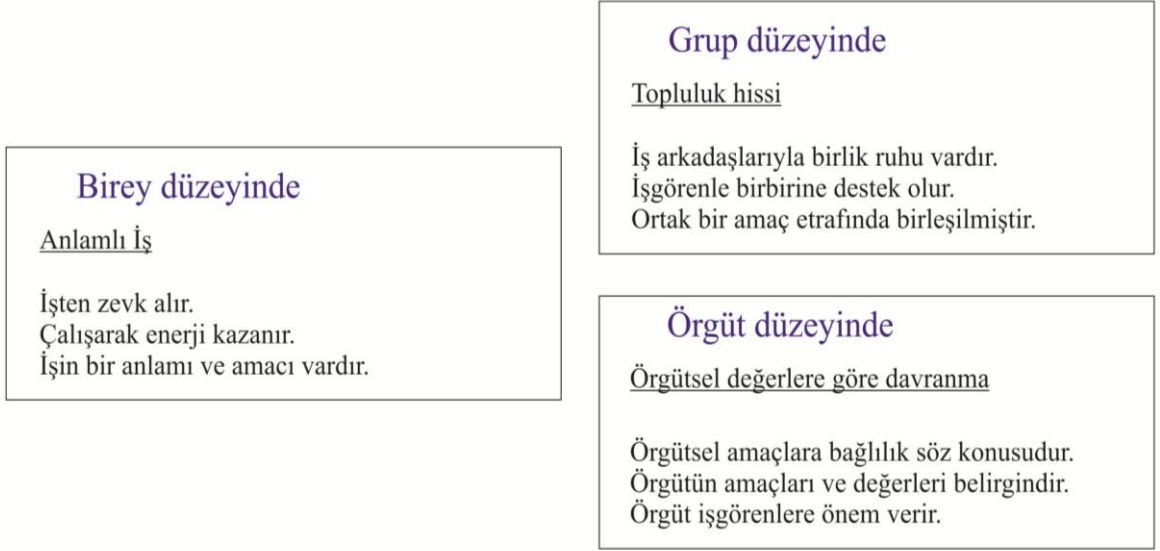 Birey düzeyinde
Anlamlı İş
İşten zevk alır.
Çalışarak enerji kazanır.
İşin bir anlamı ve amacı vardır.
Grup düzeyinde
Topluluk hissi
İş arkadaşlarıyla birlik ruhu vardır.
İşgörenle birbirine destek olur.
Ortak bir amaç etrafında birleşilmiştir.
Örgüt düzeyinde
Örgütsel değerlere göre davranma
Örgütsel amaçlara bağlılık söz konusudur.
Örgütün amaçları ve değerleri belirgindir.
Örgüt işgörenlere önem verir.